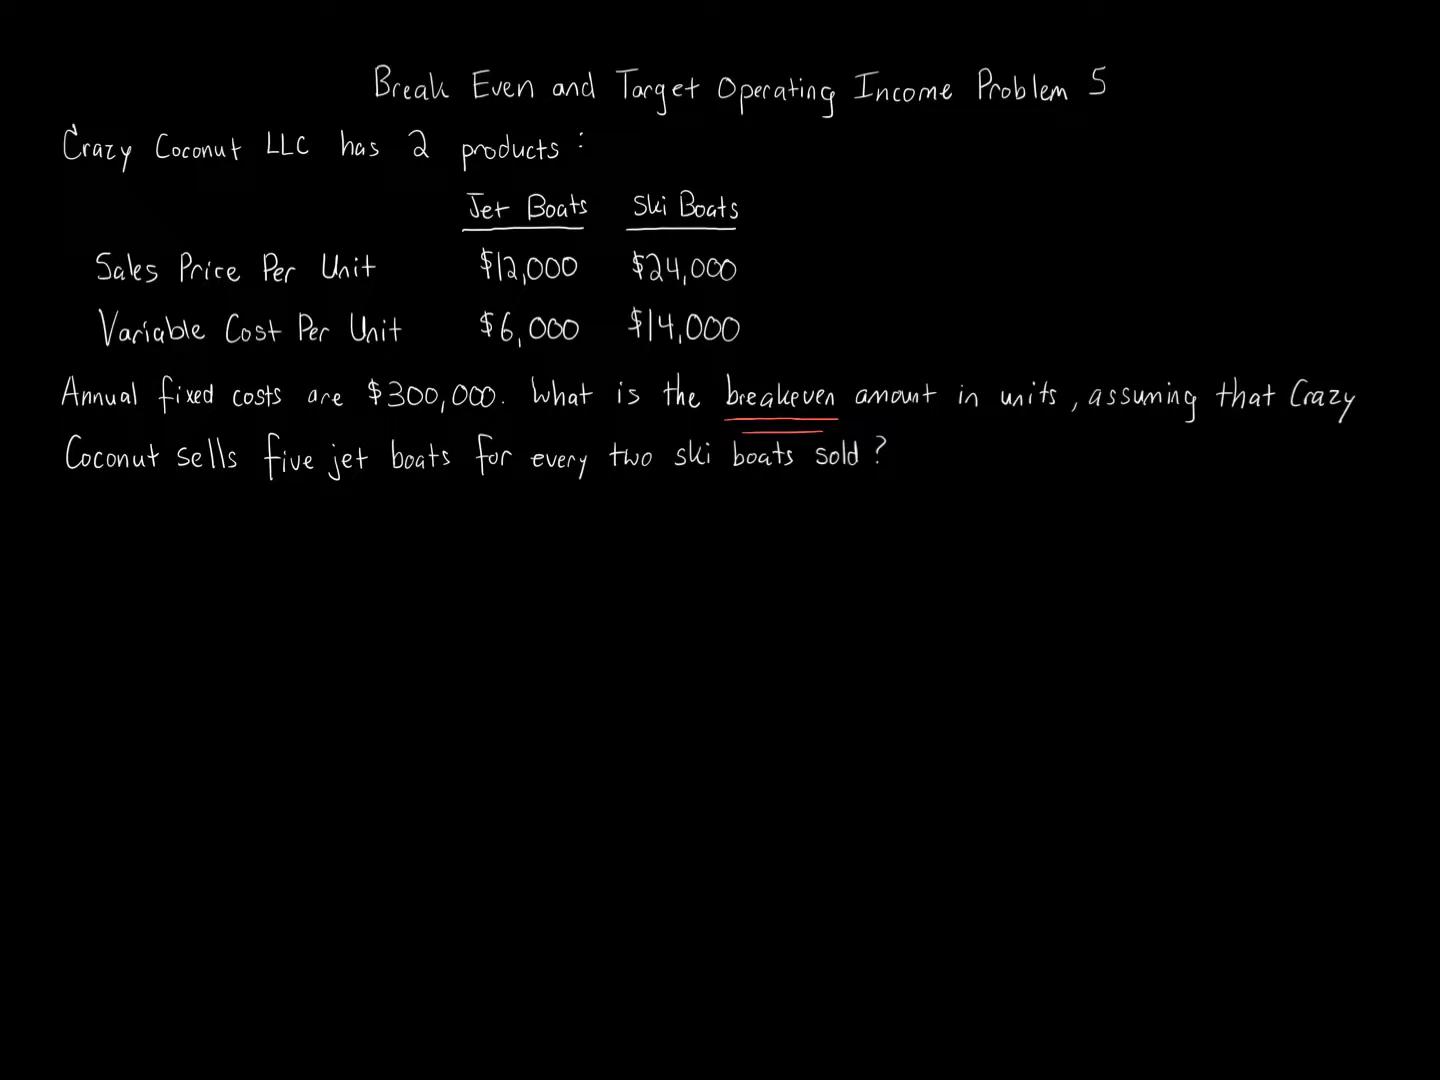 Break Even and Target Operating Income Problem 5
Crazy Coconut LLC has 2 products:
Jet Boats Ski Boats
Sales Price Per Unit $12,000 $24,000
Variable Cost Per Unit $6,000 $14,000
Annual fixed costs are $300,000. What is the breakeven amount in units, assuming that Crazy
Coconut sells five jet boats for every two ski boats sold?